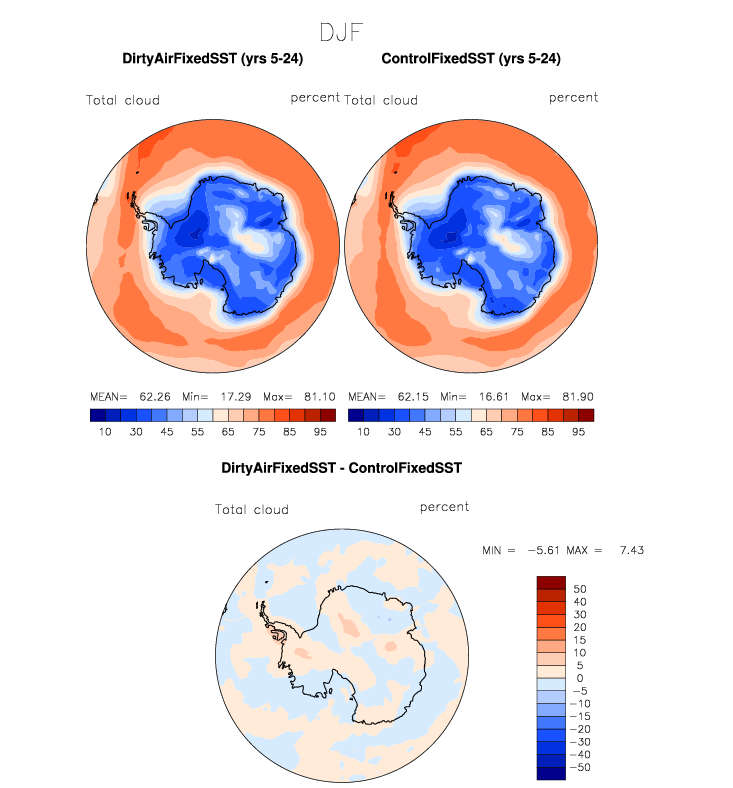 DJF
DirtyAirFixedSST (yrs 5-24) ControlFixedSST (yrs 5-24)
Total cloud percent Total cloud percent
MEAN= 62.26 Min= 17.29 Max= 81.10 MEAN= 62.15 Min= 16.61 Max= 81.90
10 30 45 55 65 75 85 95 10 30 45 55 65 75 85 95
DirtyAirFixedSST - ControlFixedSST
Total cloud percent
MIN = -5.61 MAX = 7.43
50
40
30
20
15
10
5
0
-5
-10
-15
-20
-30
-40
-50